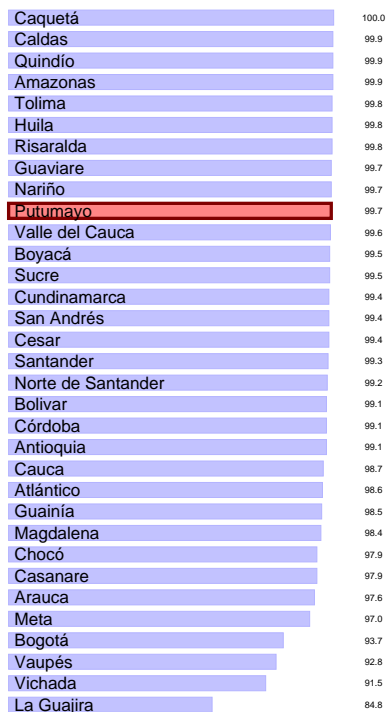 Caquetá 100.0
Caldas 99.9
Quindío 99.9
Amazonas 99.9
Tolima 99.8
Huila 99.8
Risaralda 99.8
Guaviare 99.7
Nariño 99.7
Putumayo 99.7
Valle del Cauca 99.6
Boyacá 99.5
Sucre 99.5
Cundinamarca 99.4
San Andrés 99.4
Cesar 99.4
Santander 99.3
Norte de Santander 99.2
Bolivar 99.1
Córdoba 99.1
Antioquia 99.1
Cauca 98.7
Atlántico 98.6
Guainía 98.5
Magdalena 98.4
Chocó 97.9
Casanare 97.9
Arauca 97.6
Meta 97.0
Bogotá 93.7
Vaupés 92.8
Vichada 91.5
La Guajira 84.8